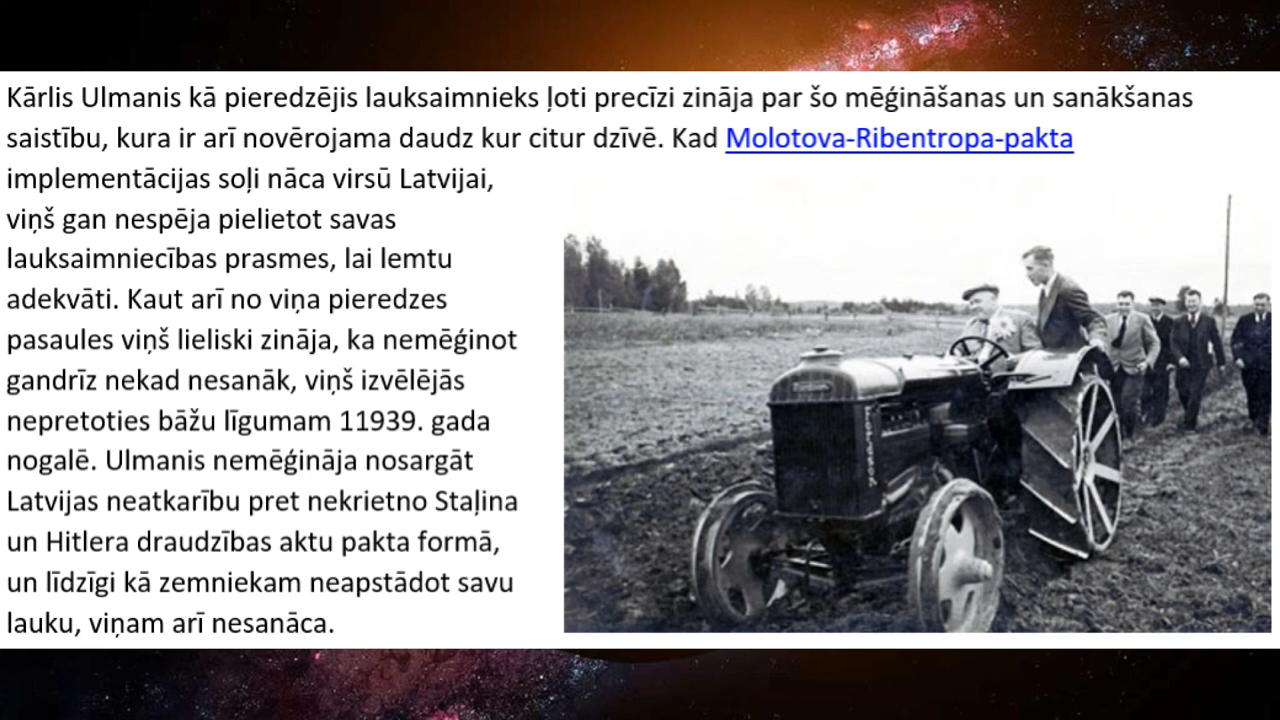 Kārlis Ulmanis kā pieredzējis lauksaimnieks ļoti precīzi zināja par šo mēģināšanas un sanākšanas
saistību, kura ir arī novērojama daudz kur citur dzīvē. Kad Molotova-Ribentropa-pakta
implementācijas soļi nāca virsū Latvijai,
viņš gan nespēja pielietot savas
lauksaimniecības prasmes, lai lemtu
adekvāti. Kaut arī no viņa pieredzes
pasaules viņš lieliski zināja, ka nemēģinot
gandrīz nekad nesanāk, viņš izvēlējās
nepretoties bāžu līgumam 11939. gada
nogalē. Ulmanis nemēģināja nosargāt
Latvijas neatkarību pret nekrietno Staļina
un Hitlera draudzības aktu pakta formā,
un līdzīgi kā zemniekam neapstādot savu
lauku, viņam arī nesanāca.